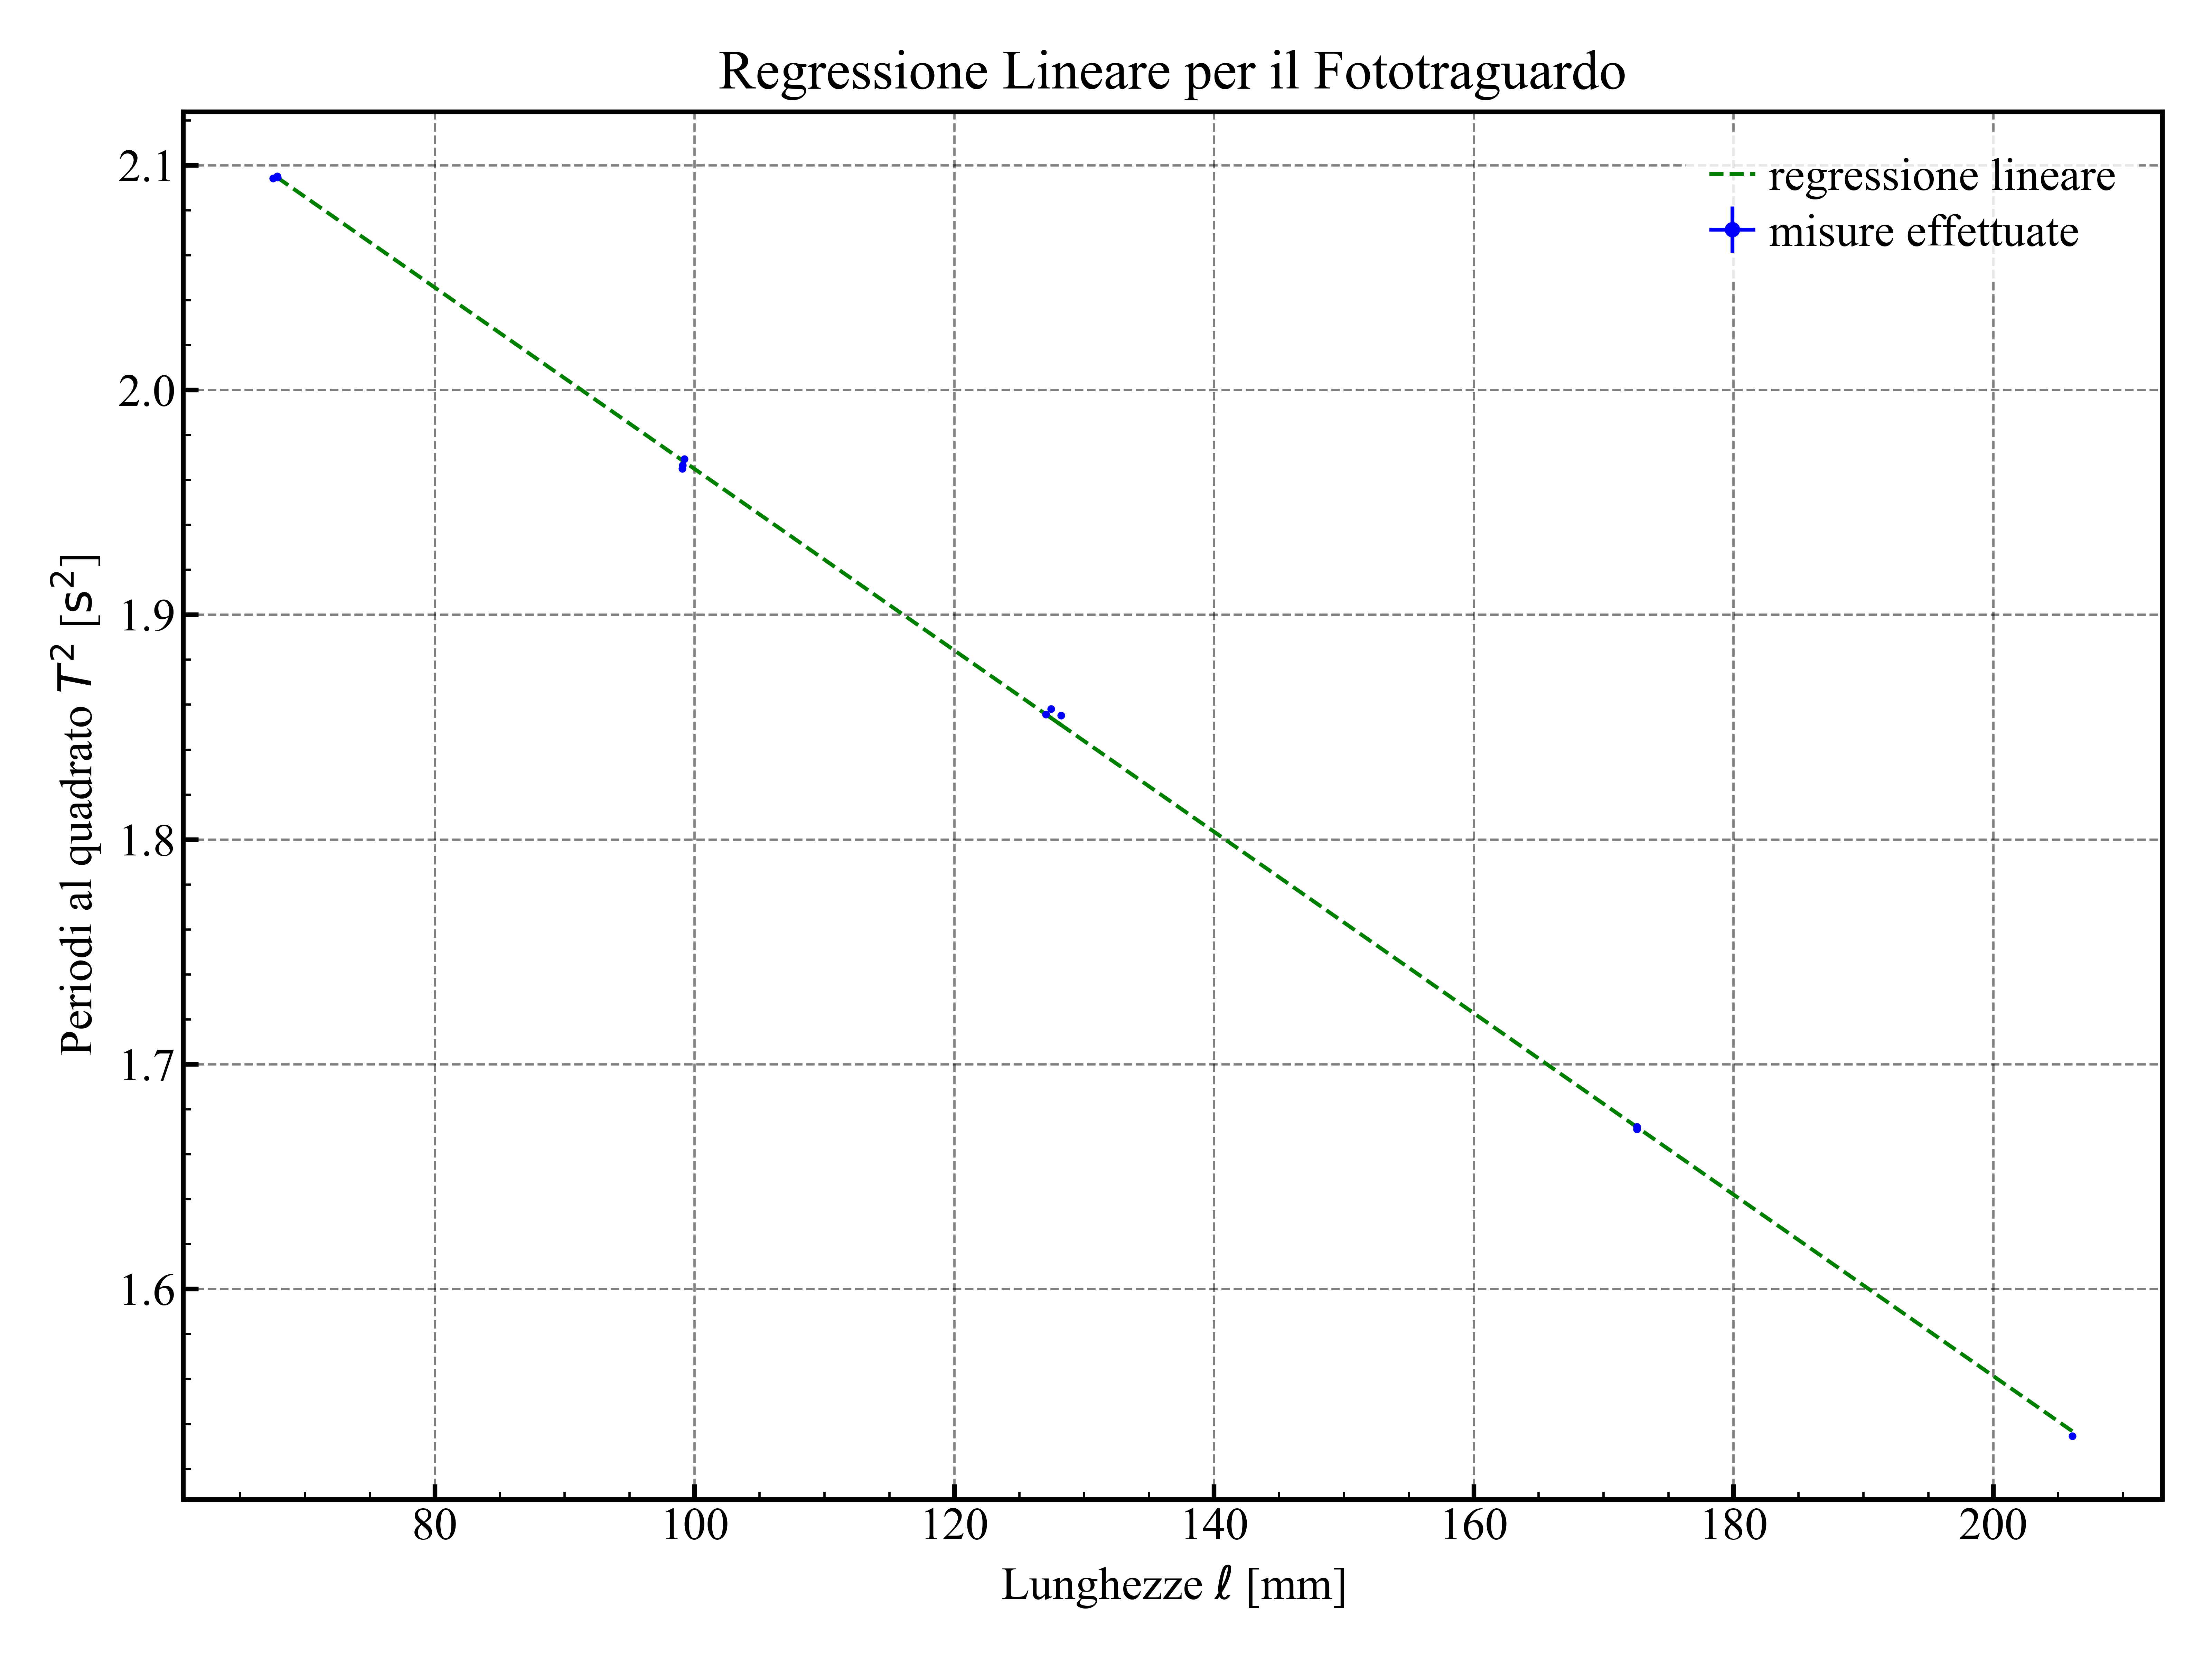 Regressione Lineare per il Fototraguardo
regressione lineare
misure effettuate
Periodi al quadrato T² [s²]
2.1
2.0
1.9
1.8
1.7
1.6
80 100 120 140 160 180 200
Lunghezze ℓ [mm]